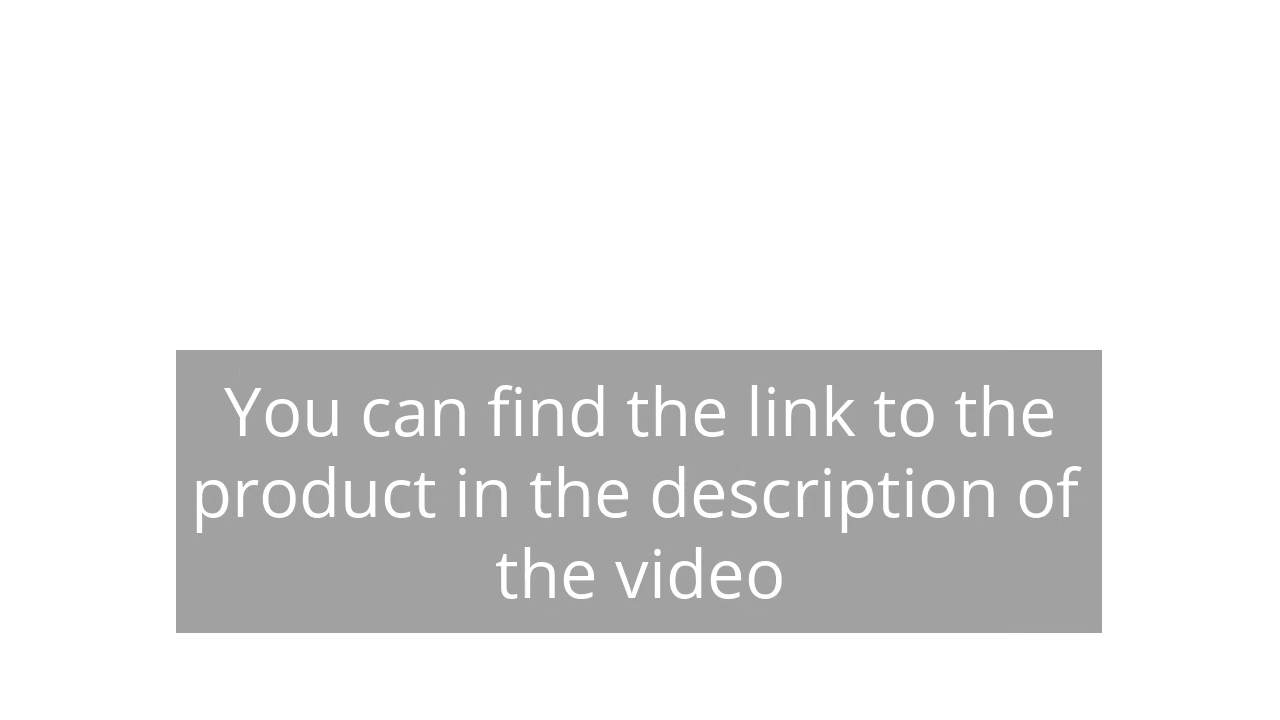 You can find the link to the
product in the description of
the video